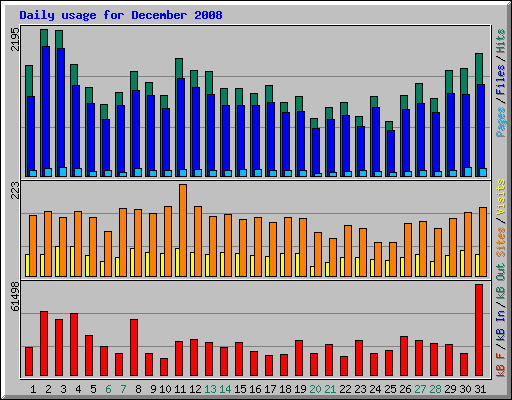 Daily usage for December 2008
2195
Pages / Files / Hits
223
Sites / Visits
61498
kB F / kB In / kB Out
1 2 3 4 5 6 7 8 9 10 11 12 13 14 15 16 17 18 19 20 21 22 23 24 25 26 27 28 29 30 31